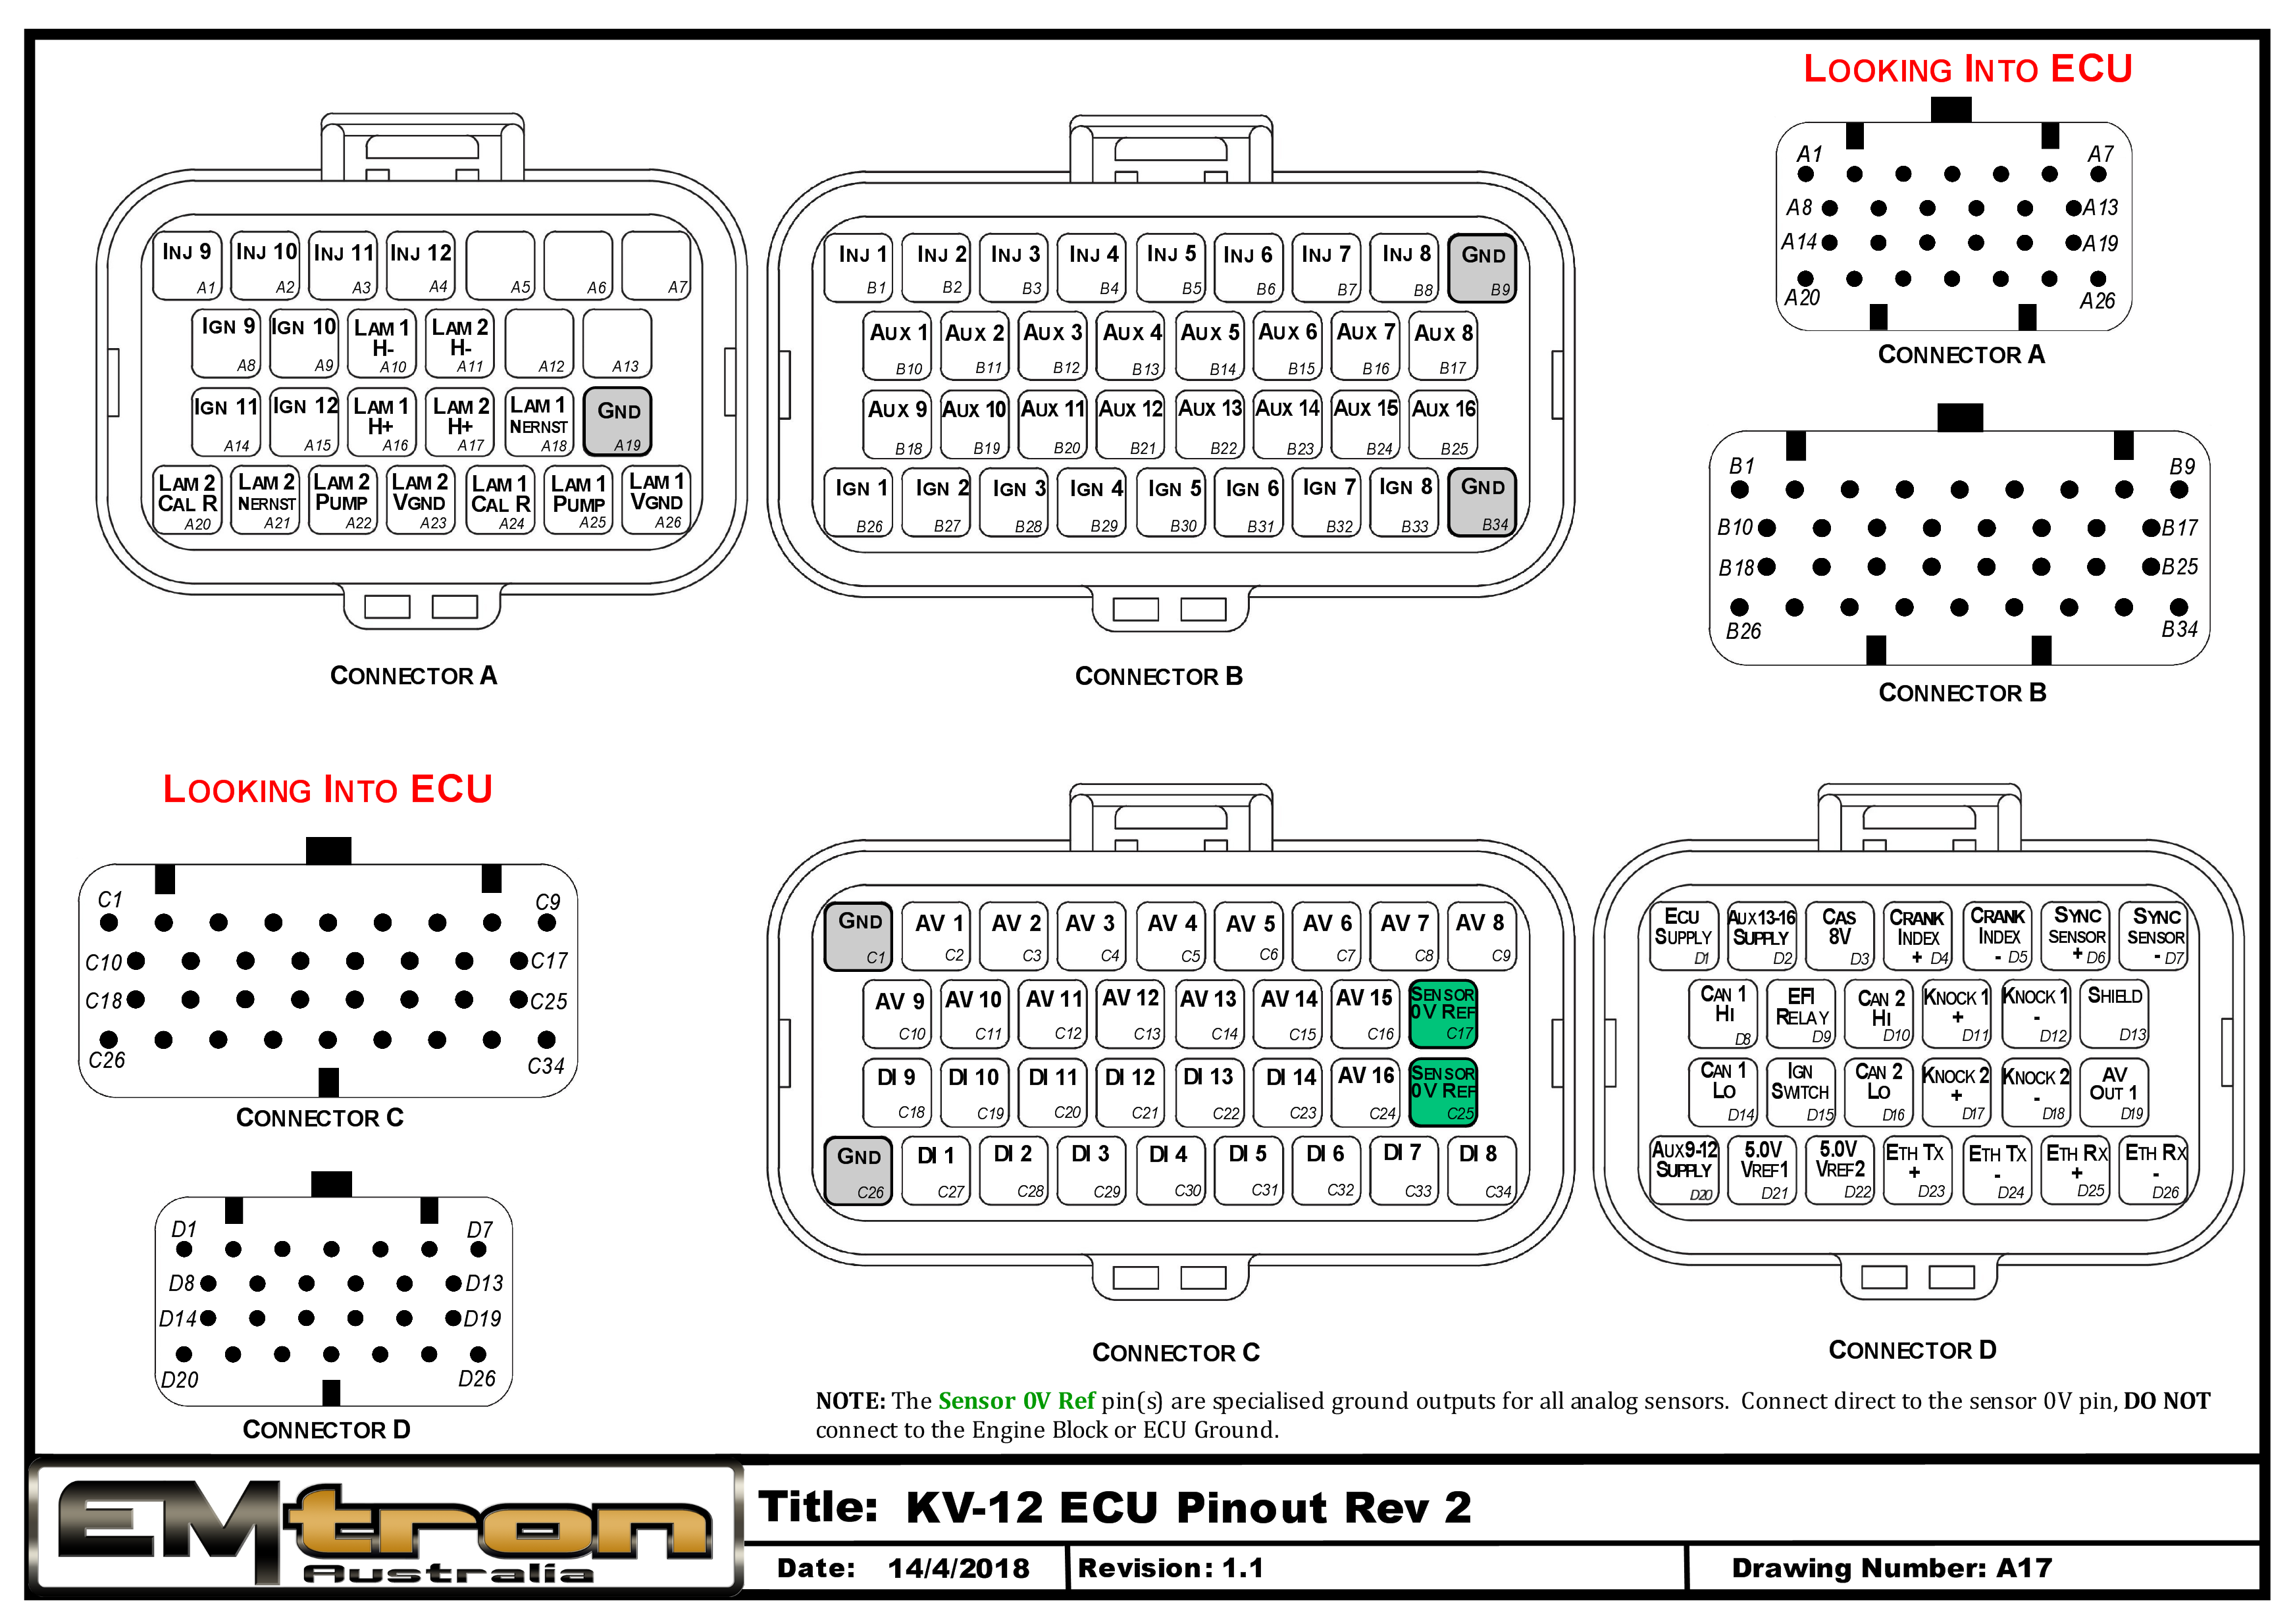 LOOKING INTO ECU
A1 A7
A8 A13
A14 A19
A20 A26
CONNECTOR A
B1 B9
B10 B17
B18 B25
B26 B34
CONNECTOR B
INJ 9 A1
INJ 10 A2
INJ 11 A3
INJ 12 A4
A5
A6
A7
IGN 9 A8
IGN 10 A9
LAM 1 H- A10
LAM 2 H- A11
A12
A13
IGN 11 A14
IGN 12 A15
LAM 1 H+ A16
LAM 2 H+ A17
LAM 1 NERNST A18
GND A19
LAM 2 CAL R A20
LAM 2 NERNST A21
LAM 2 PUMP A22
LAM 2 VGND A23
LAM 1 CAL R A24
LAM 1 PUMP A25
LAM 1 VGND A26
CONNECTOR A
INJ 1 B1
INJ 2 B2
INJ 3 B3
INJ 4 B4
INJ 5 B5
INJ 6 B6
INJ 7 B7
INJ 8 B8
GND B9
AUX 1 B10
AUX 2 B11
AUX 3 B12
AUX 4 B13
AUX 5 B14
AUX 6 B15
AUX 7 B16
AUX 8 B17
AUX 9 B18
AUX 10 B19
AUX 11 B20
AUX 12 B21
AUX 13 B22
AUX 14 B23
AUX 15 B24
AUX 16 B25
IGN 1 B26
IGN 2 B27
IGN 3 B28
IGN 4 B29
IGN 5 B30
IGN 6 B31
IGN 7 B32
IGN 8 B33
GND B34
CONNECTOR B
LOOKING INTO ECU
C1 C9
C10 C17
C18 C25
C26 C34
CONNECTOR C
D1 D7
D8 D13
D14 D19
D20 D26
CONNECTOR D
GND C1
AV 1 C2
AV 2 C3
AV 3 C4
AV 4 C5
AV 5 C6
AV 6 C7
AV 7 C8
AV 8 C9
AV 9 C10
AV 10 C11
AV 11 C12
AV 12 C13
AV 13 C14
AV 14 C15
AV 15 C16
SENSOR 0V REF C17
DI 9 C18
DI 10 C19
DI 11 C20
DI 12 C21
DI 13 C22
DI 14 C23
AV 16 C24
SENSOR 0V REF C25
GND C26
DI 1 C27
DI 2 C28
DI 3 C29
DI 4 C30
DI 5 C31
DI 6 C32
DI 7 C33
DI 8 C34
CONNECTOR C
ECU SUPPLY D1
AUX13-16 SUPPLY D2
CAS 8V D3
CRANK INDEX + D4
CRANK INDEX - D5
SYNC SENSOR + D6
SYNC SENSOR - D7
CAN 1 HI D8
EFI RELAY D9
CAN 2 HI D10
KNOCK 1 + D11
KNOCK 1 - D12
SHIELD D13
CAN 1 LO D14
IGN SWITCH D15
CAN 2 LO D16
KNOCK 2 + D17
KNOCK 2 - D18
AV OUT 1 D19
AUX9-12 SUPPLY D20
5.0V VREF1 D21
5.0V VREF2 D22
ETH TX + D23
ETH TX - D24
ETH RX + D25
ETH RX - D26
CONNECTOR D
NOTE: The Sensor 0V Ref pin(s) are specialised ground outputs for all analog sensors. Connect direct to the sensor 0V pin, DO NOT
connect to the Engine Block or ECU Ground.
EMtron
Australia
Title: KV-12 ECU Pinout Rev 2
Date: 14/4/2018 Revision: 1.1 Drawing Number: A17